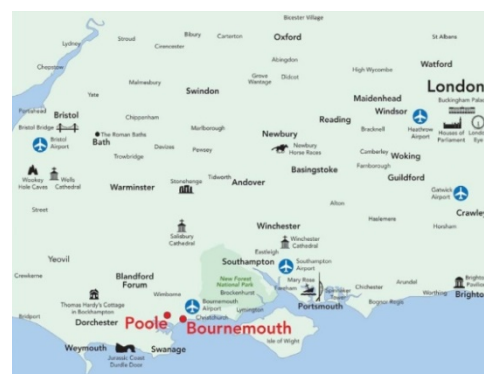 Bicester Village
Lydney
Stroud
Bibury
Carterton
Oxford
St Albans
Cirencester
Chepstow
Abingdon
Watford
Malmesbury
Grove
Wantage
Didcot
High Wycombe
Yate
Swindon
London
Portishead
Maidenhead
Buckingham Palace
Bristol
Chippenham
Windsor
Bristol Bridge
The Roman Baths
Marlborough
Reading
Bracknell
Heathrow
Airport
Houses of
Parliament
London
Eye
Bristol
Airport
Bath
Devizes
Pewsey
Newbury
Newbury
Horse Races
Trowbridge
Camberley
Woking
Farnborough
Wookey
Hole Caves
Wells
Cathedral
Warminster
Stonehenge
Tidworth
Andover
Basingstoke
Guildford
Gatwick
Airport
Street
Alton
Crawley
Salisbury
Cathedral
Winchester
Haslemere
Horsham
Winchester
Cathedral
Eastleigh
Yeovil
Southampton
Southampton
Airport
Crewkerne
Blandford
Forum
New Forest
National Park
Brockenhurst
Mary Rose
Fareham
Spinnaker
Tower
Chichester
Arundel
Brighton
Pavilion
Wimborne
Bournemouth
Airport
Portsmouth
Bognor Regis
Worthing
Brighton
Thomas Hardy's Cottage
in Bockhampton
Lymington
Bridport
Dorchester
Poole
Christchurch
Bournemouth
Isle of Wight
Weymouth
Jurassic Coast
Durdle Door
Swanage